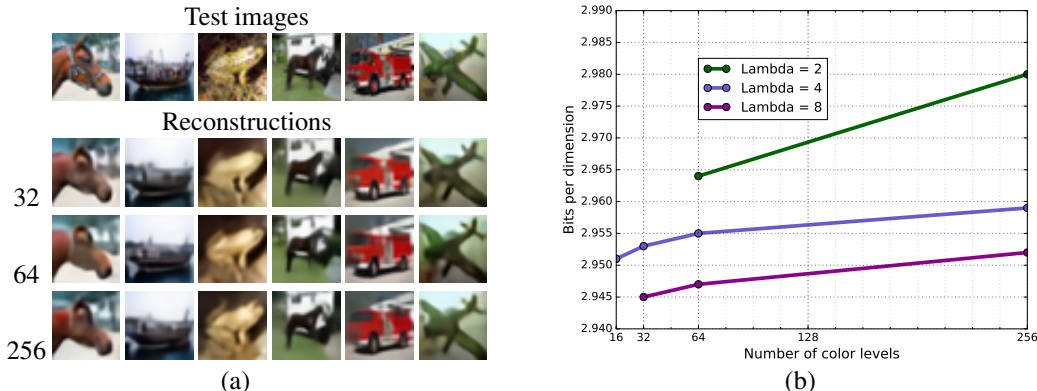 Test images
Reconstructions
32
64
256
(a)
2.990
2.985
2.980
2.975
2.970
2.965
2.960
2.955
2.950
2.945
2.940
Bits per dimension
Lambda = 2
Lambda = 4
Lambda = 8
16 32 64 128 256
Number of color levels
(b)